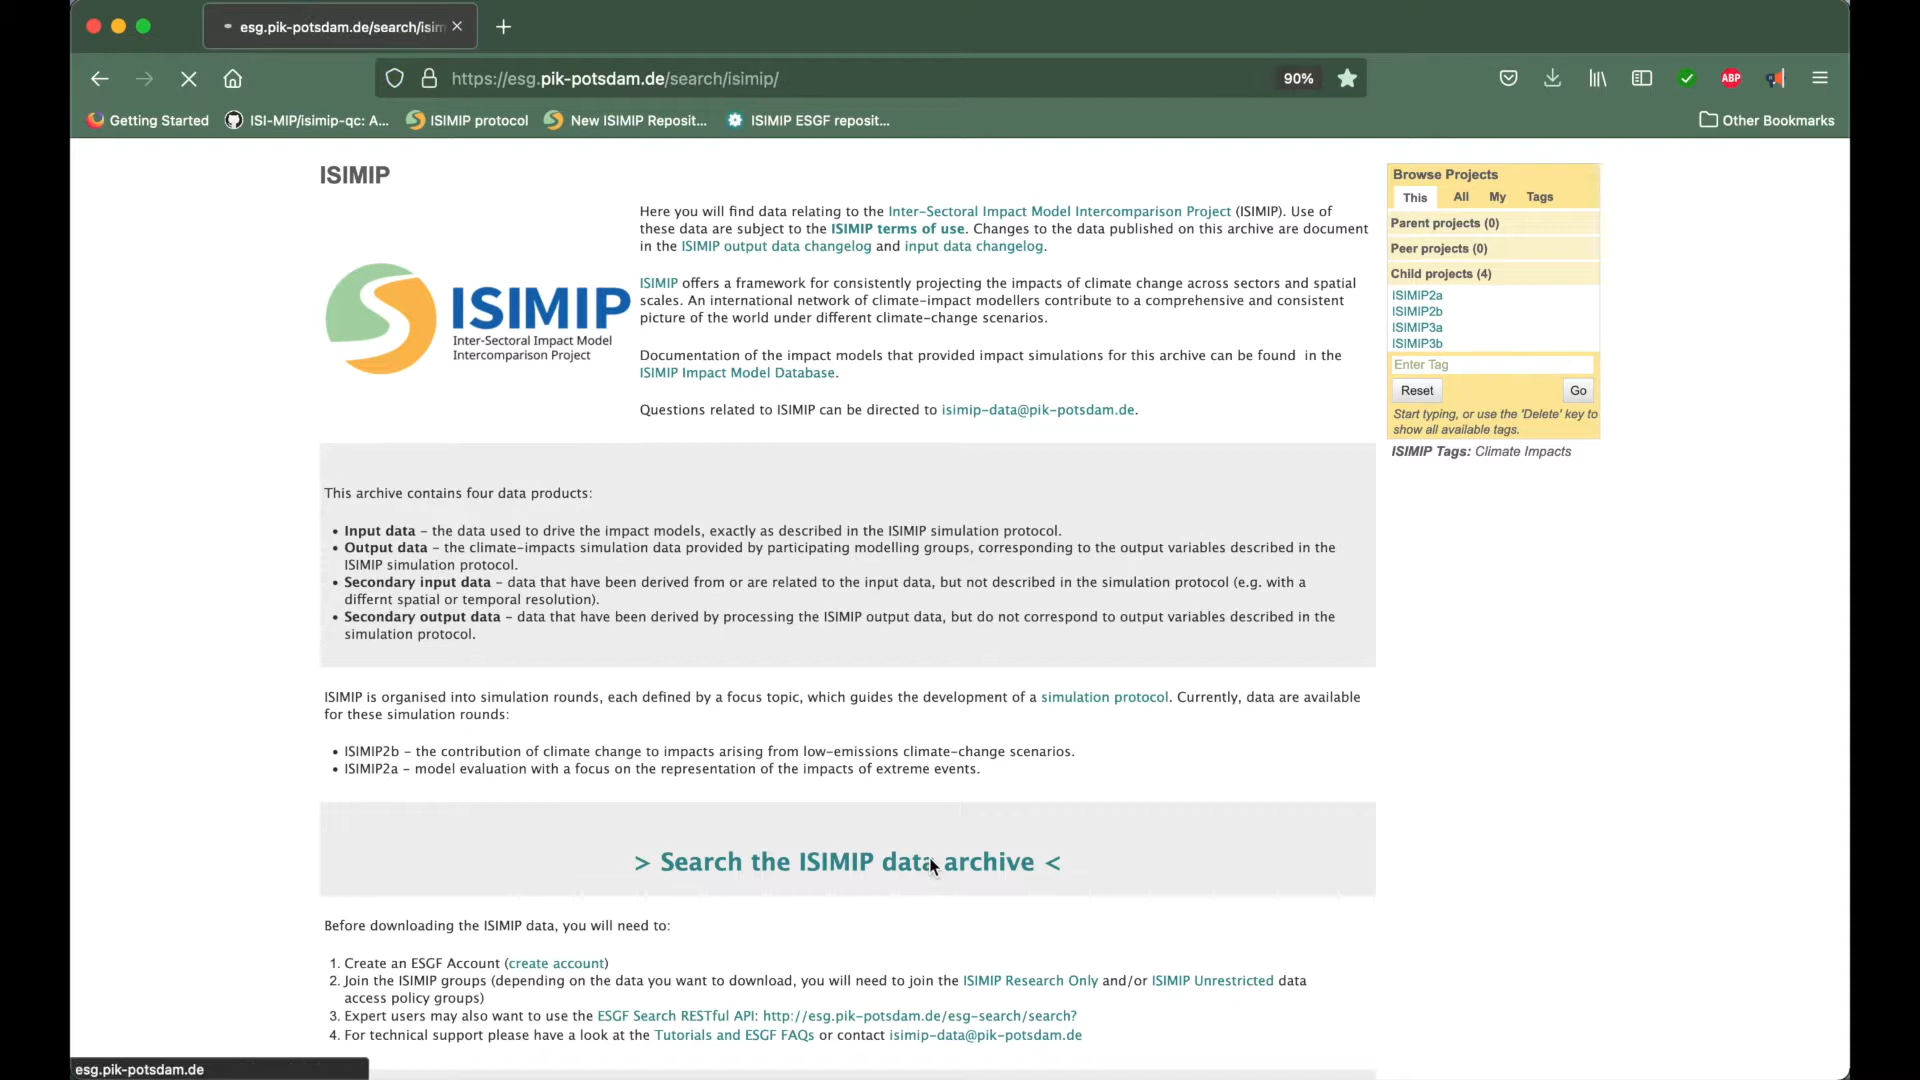 esg.pik-potsdam.de/search/isim
https://esg.pik-potsdam.de/search/isimip/
90%
ABP
Getting Started
ISI-MIP/isimip-qc: A...
ISIMIP protocol
New ISIMIP Reposit...
ISIMIP ESGF reposit...
Other Bookmarks
ISIMIP
Here you will find data relating to the Inter-Sectoral Impact Model Intercomparison Project (ISIMIP). Use of
these data are subject to the ISIMIP terms of use. Changes to the data published on this archive are document
in the ISIMIP output data changelog and input data changelog.
ISIMIP
Inter-Sectoral Impact Model
Intercomparison Project
ISIMIP offers a framework for consistently projecting the impacts of climate change across sectors and spatial
scales. An international network of climate-impact modellers contribute to a comprehensive and consistent
picture of the world under different climate-change scenarios.
Documentation of the impact models that provided impact simulations for this archive can be found in the
ISIMIP Impact Model Database.
Questions related to ISIMIP can be directed to isimip-data@pik-potsdam.de.
This archive contains four data products:
• Input data – the data used to drive the impact models, exactly as described in the ISIMIP simulation protocol.
• Output data – the climate-impacts simulation data provided by participating modelling groups, corresponding to the output variables described in the
ISIMIP simulation protocol.
• Secondary input data – data that have been derived from or are related to the input data, but not described in the simulation protocol (e.g. with a
differnt spatial or temporal resolution).
• Secondary output data – data that have been derived by processing the ISIMIP output data, but do not correspond to output variables described in the
simulation protocol.
ISIMIP is organised into simulation rounds, each defined by a focus topic, which guides the development of a simulation protocol. Currently, data are available
for these simulation rounds:
• ISIMIP2b – the contribution of climate change to impacts arising from low-emissions climate-change scenarios.
• ISIMIP2a – model evaluation with a focus on the representation of the impacts of extreme events.
> Search the ISIMIP data archive <
Before downloading the ISIMIP data, you will need to:
1. Create an ESGF Account (create account)
2. Join the ISIMIP groups (depending on the data you want to download, you will need to join the ISIMIP Research Only and/or ISIMIP Unrestricted data
access policy groups)
3. Expert users may also want to use the ESGF Search RESTful API: http://esg.pik-potsdam.de/esg-search/search?
4. For technical support please have a look at the Tutorials and ESGF FAQs or contact isimip-data@pik-potsdam.de
Browse Projects
This All My Tags
Parent projects (0)
Peer projects (0)
Child projects (4)
ISIMIP2a
ISIMIP2b
ISIMIP3a
ISIMIP3b
Enter Tag
Reset Go
Start typing, or use the 'Delete' key to
show all available tags.
ISIMIP Tags: Climate Impacts
esg.pik-potsdam.de